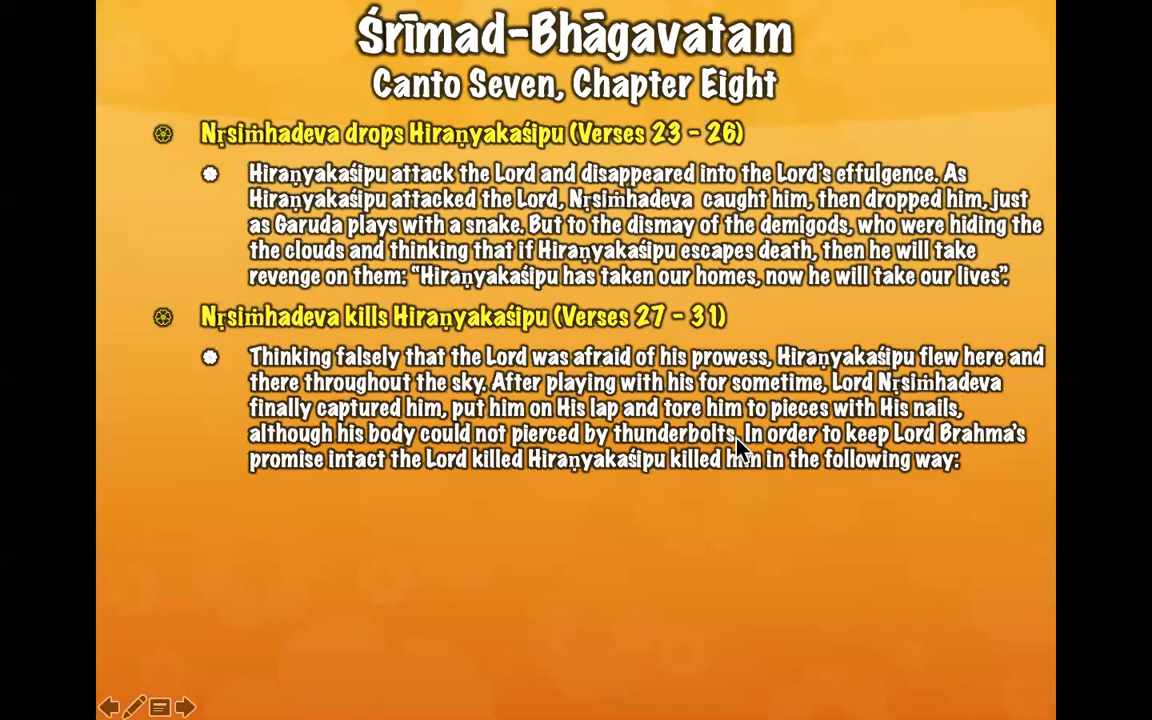 Śrīmad-Bhāgavatam
Canto Seven, Chapter Eight
Nṛsiṁhadeva drops Hiraṇyakaśipu (Verses 23 - 26)
Hiraṇyakaśipu attack the Lord and disappeared into the Lord's effulgence. As
Hiraṇyakaśipu attacked the Lord, Nṛsiṁhadeva caught him, then dropped him, just
as Garuda plays with a snake. But to the dismay of the demigods, who were hiding the
the clouds and thinking that if Hiraṇyakaśipu escapes death, then he will take
revenge on them: "Hiraṇyakaśipu has taken our homes, now he will take our lives".
Nṛsiṁhadeva kills Hiraṇyakaśipu (Verses 27 - 31)
Thinking falsely that the Lord was afraid of his prowess, Hiraṇyakaśipu flew here and
there throughout the sky. After playing with his for sometime, Lord Nṛsiṁhadeva
finally captured him, put him on His lap and tore him to pieces with His nails,
although his body could not pierced by thunderbolts. In order to keep Lord Brahma's
promise intact the Lord killed Hiraṇyakaśipu killed him in the following way: